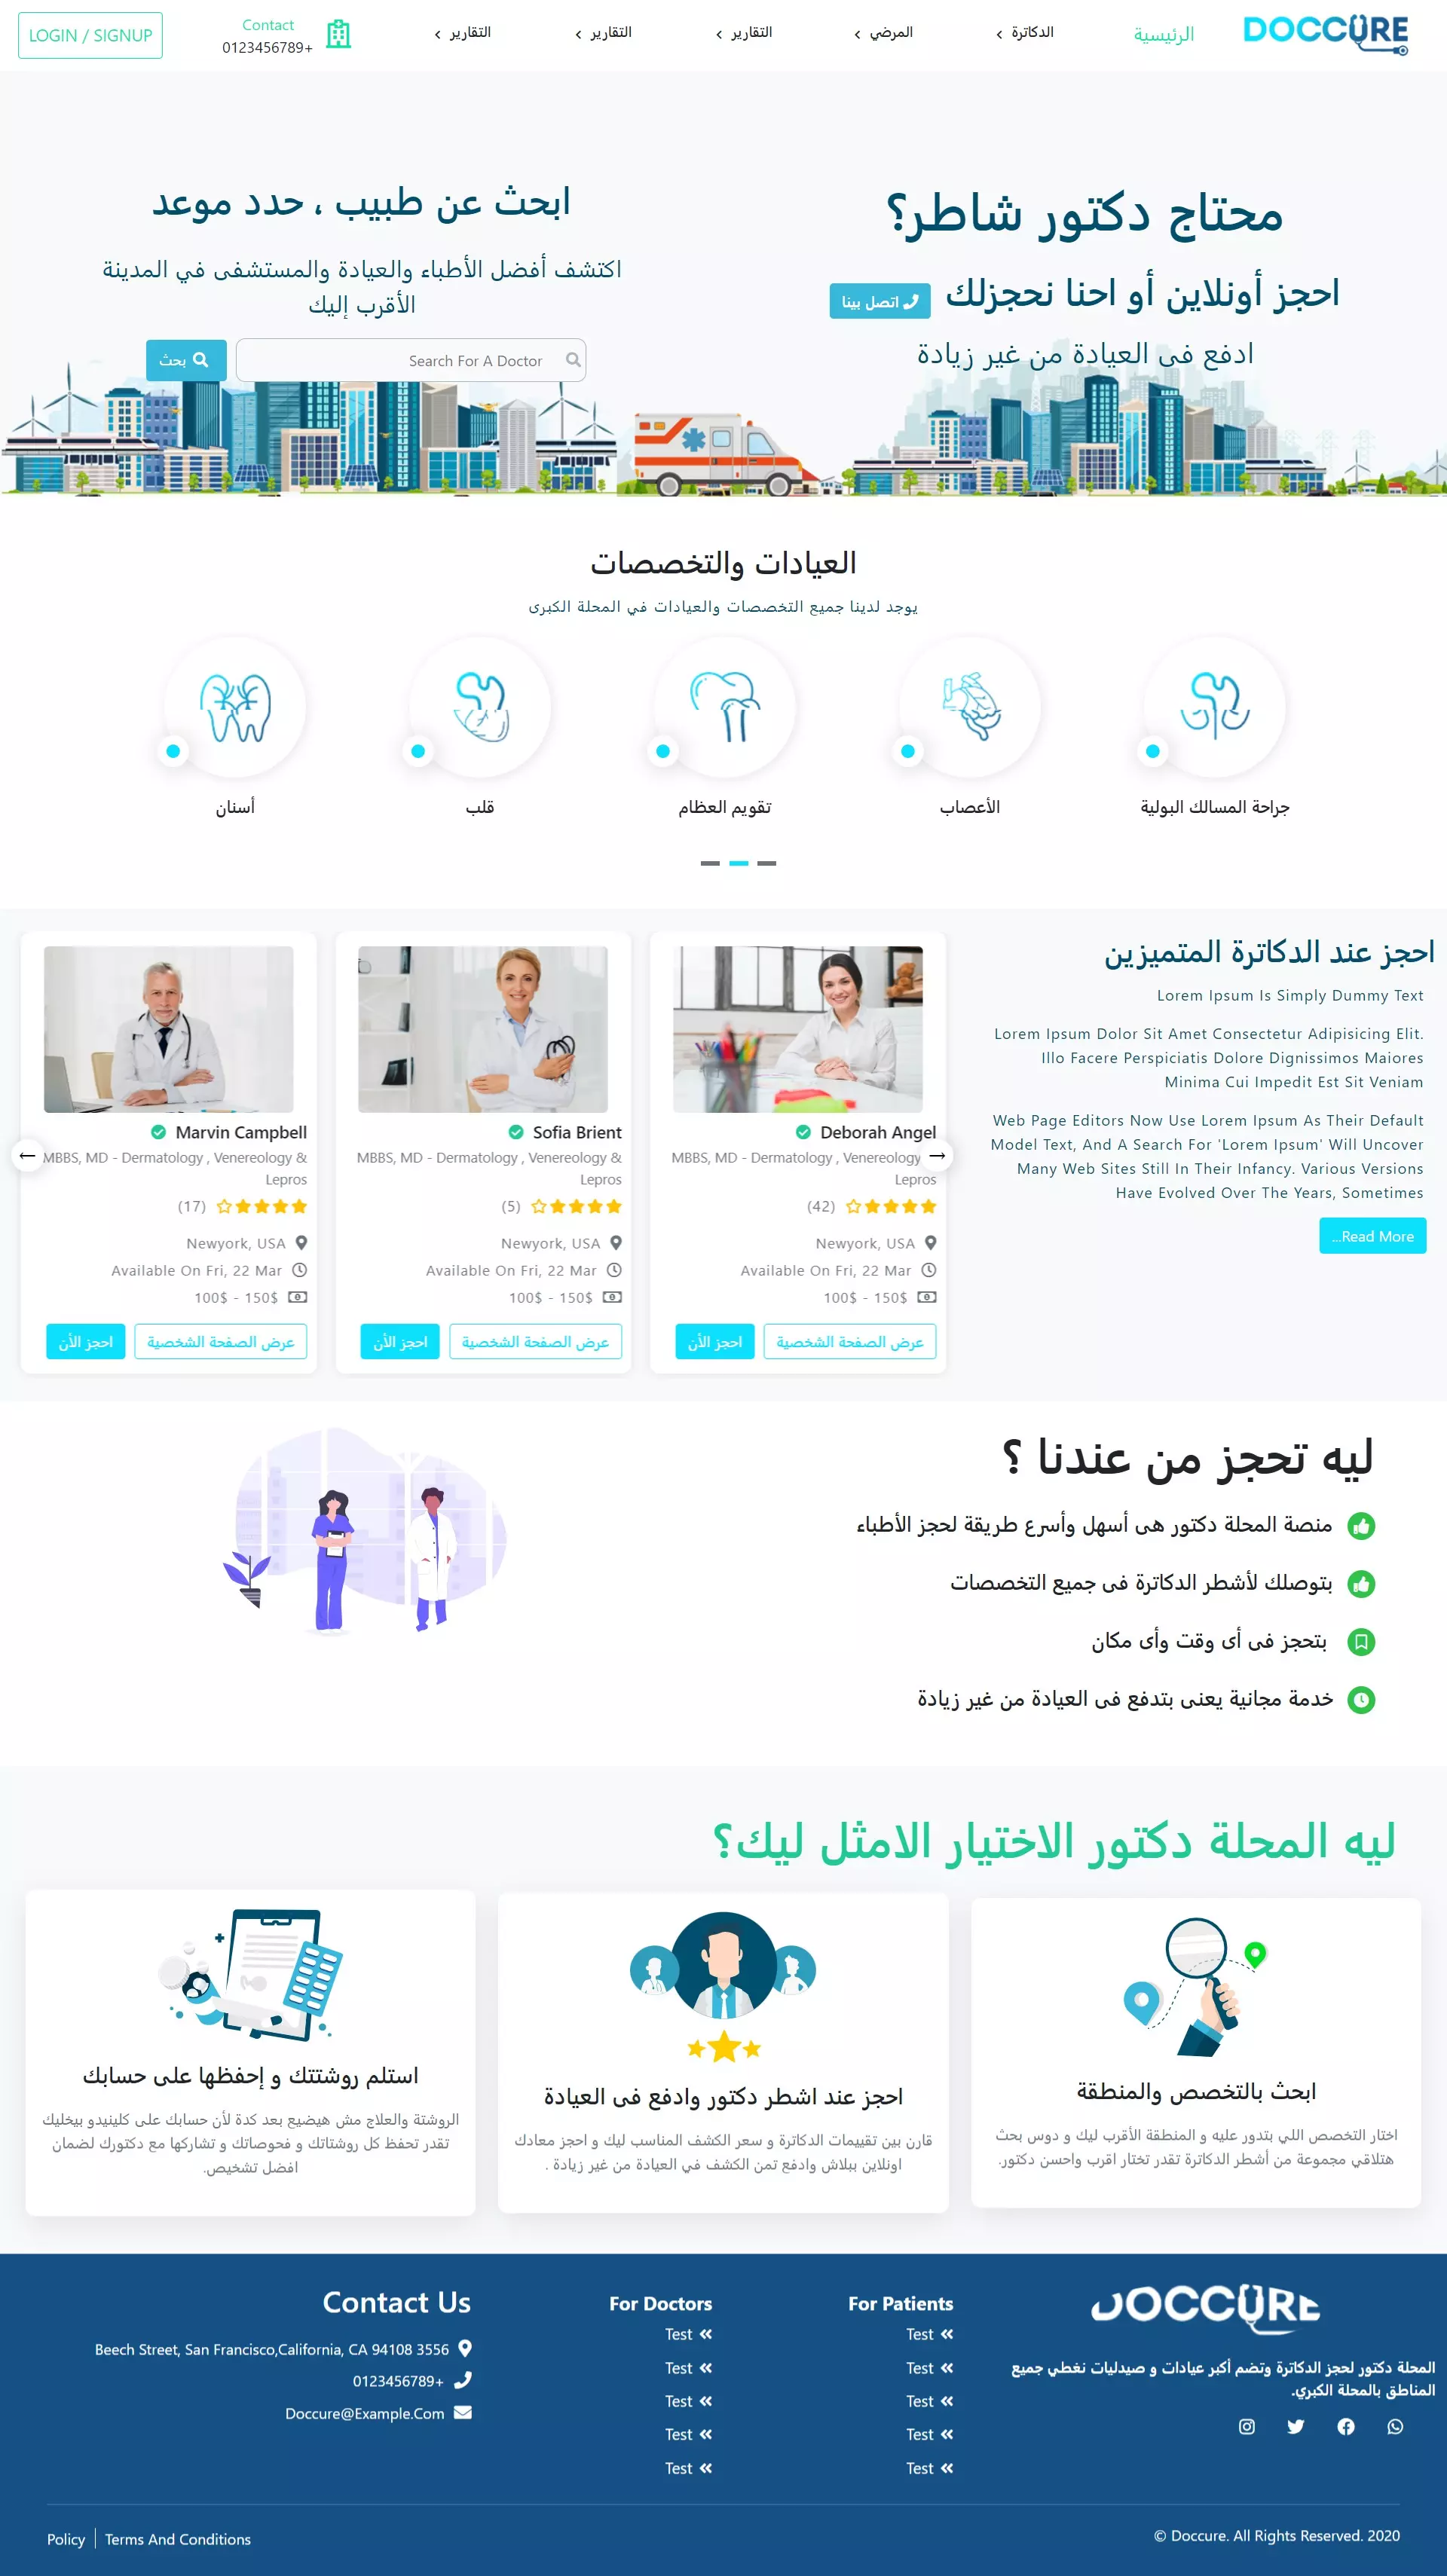 DOCCURE
الرئيسية
الدكاترة
المرضي
التقارير
التقارير
التقارير
Contact
0123456789+
LOGIN / SIGNUP
محتاج دكتور شاطر؟
احجز أونلاين أو احنا نحجزلك
اتصل بينا
ادفع فى العيادة من غير زيادة
ابحث عن طبيب ، حدد موعد
اكتشف أفضل الأطباء والعيادة والمستشفى في المدينة
الأقرب إليك
Search For A Doctor
بحث
العيادات والتخصصات
يوجد لدينا جميع التخصصات والعيادات في المحلة الكبرى
جراحة المسالك البولية
الأعصاب
تقويم العظام
قلب
أسنان
احجز عند الدكاترة المتميزين
Lorem Ipsum Is Simply Dummy Text
Lorem Ipsum Dolor Sit Amet Consectetur Adipisicing Elit.
Illo Facere Perspiciatis Dolore Dignissimos Maiores
Minima Cui Impedit Est Sit Veniam
Web Page Editors Now Use Lorem Ipsum As Their Default
Model Text, And A Search For 'Lorem Ipsum' Will Uncover
Many Web Sites Still In Their Infancy. Various Versions
Have Evolved Over The Years, Sometimes
...Read More
Deborah Angel
MBBS, MD - Dermatology , Venereology
Lepros
(42)
Newyork, USA
Available On Fri, 22 Mar
100$ - 150$
عرض الصفحة الشخصية
احجز الأن
Sofia Brient
MBBS, MD - Dermatology , Venereology &
Lepros
(5)
Newyork, USA
Available On Fri, 22 Mar
100$ - 150$
عرض الصفحة الشخصية
احجز الأن
Marvin Campbell
MBBS, MD - Dermatology , Venereology &
Lepros
(17)
Newyork, USA
Available On Fri, 22 Mar
100$ - 150$
عرض الصفحة الشخصية
احجز الأن
ليه تحجز من عندنا ؟
منصة المحلة دكتور هى أسهل وأسرع طريقة لحجز الأطباء
بتوصلك لأشطر الدكاترة فى جميع التخصصات
بتحجز فى أى وقت وأى مكان
خدمة مجانية يعنى بتدفع فى العيادة من غير زيادة
ليه المحلة دكتور الاختيار الامثل ليك؟
ابحث بالتخصص والمنطقة
اختار التخصص اللي بتدور عليه و المنطقة الأقرب ليك و دوس بحث
هتلاقي مجموعة من أشطر الدكاترة تقدر تختار اقرب واحسن دكتور.
احجز عند اشطر دكتور وادفع فى العيادة
قارن بين تقييمات الدكاترة و سعر الكشف المناسب ليك و احجز معادك
اونلاين ببلاش وادفع تمن الكشف في العيادة من غير زيادة .
استلم روشتتك و إحفظها على حسابك
الروشتة والعلاج مش هيضيع بعد كدة لأن حسابك على كلينيدو بيخليك
تقدر تحفظ كل روشتاتك و فحوصاتك و تشاركها مع دكتورك لضمان
افضل تشخيص.
DOCCURE
المحلة دكتور لحجز الدكاترة وتضم أكبر عيادات و صيدليات نغطي جميع
المناطق بالمحلة الكبري.
For Patients
Test
Test
Test
Test
Test
For Doctors
Test
Test
Test
Test
Test
Contact Us
Beech Street, San Francisco,California, CA 94108 3556
0123456789+
Doccure@Example.Com
© Doccure. All Rights Reserved. 2020
Policy | Terms And Conditions